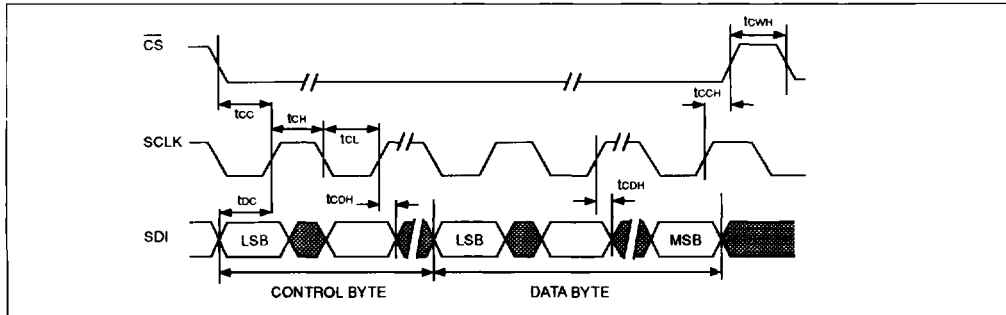 tCWH
CS
tCCH
tCC
tCH
tCL
SCLK
tCDH
tCDH
tDC
SDI
LSB
LSB
MSB
CONTROL BYTE
DATA BYTE